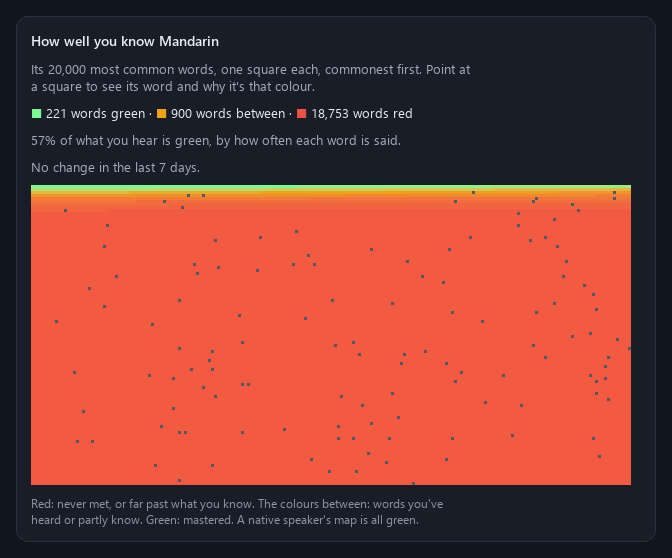 How well you know Mandarin
Its 20,000 most common words, one square each, commonest first. Point at
a square to see its word and why it's that colour.
221 words green · 900 words between · 18,753 words red
57% of what you hear is green, by how often each word is said.
No change in the last 7 days.
Red: never met, or far past what you know. The colours between: words you've
heard or partly know. Green: mastered. A native speaker's map is all green.